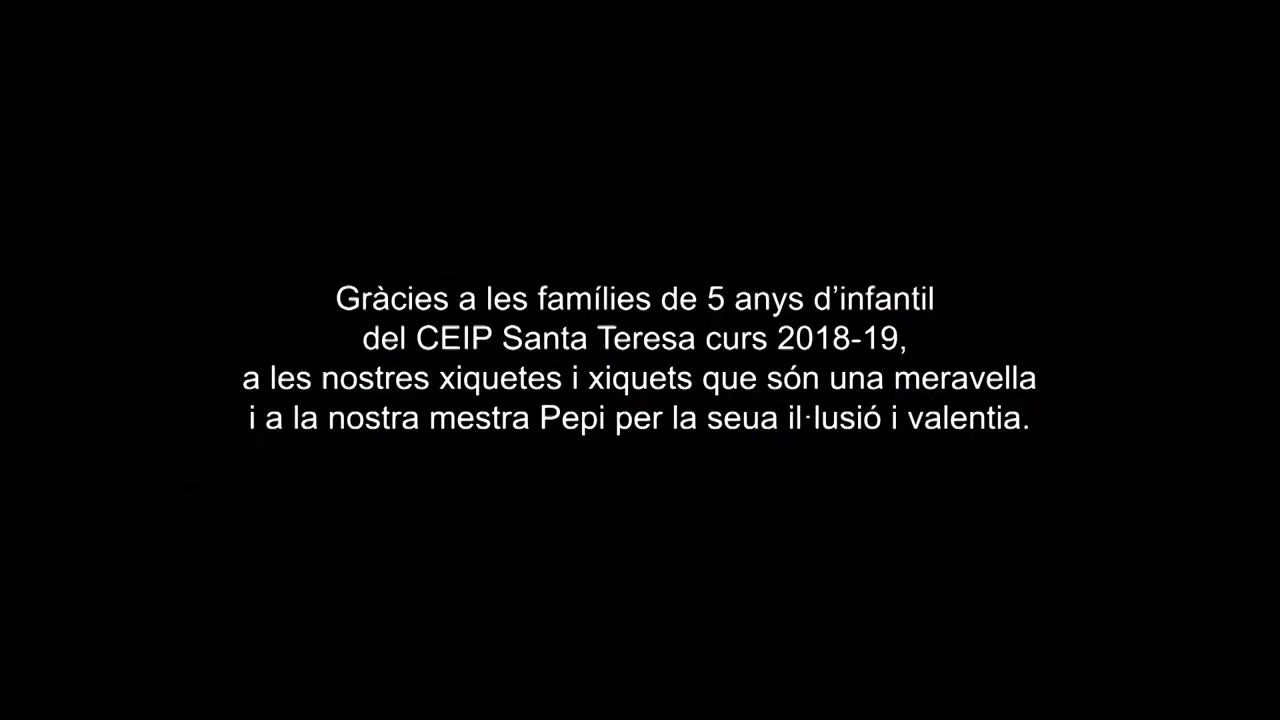 Gràcies a les famílies de 5 anys d’infantil
del CEIP Santa Teresa curs 2018-19,
a les nostres xiquetes i xiquets que són una meravella
i a la nostra mestra Pepi per la seua il·lusió i valentia.